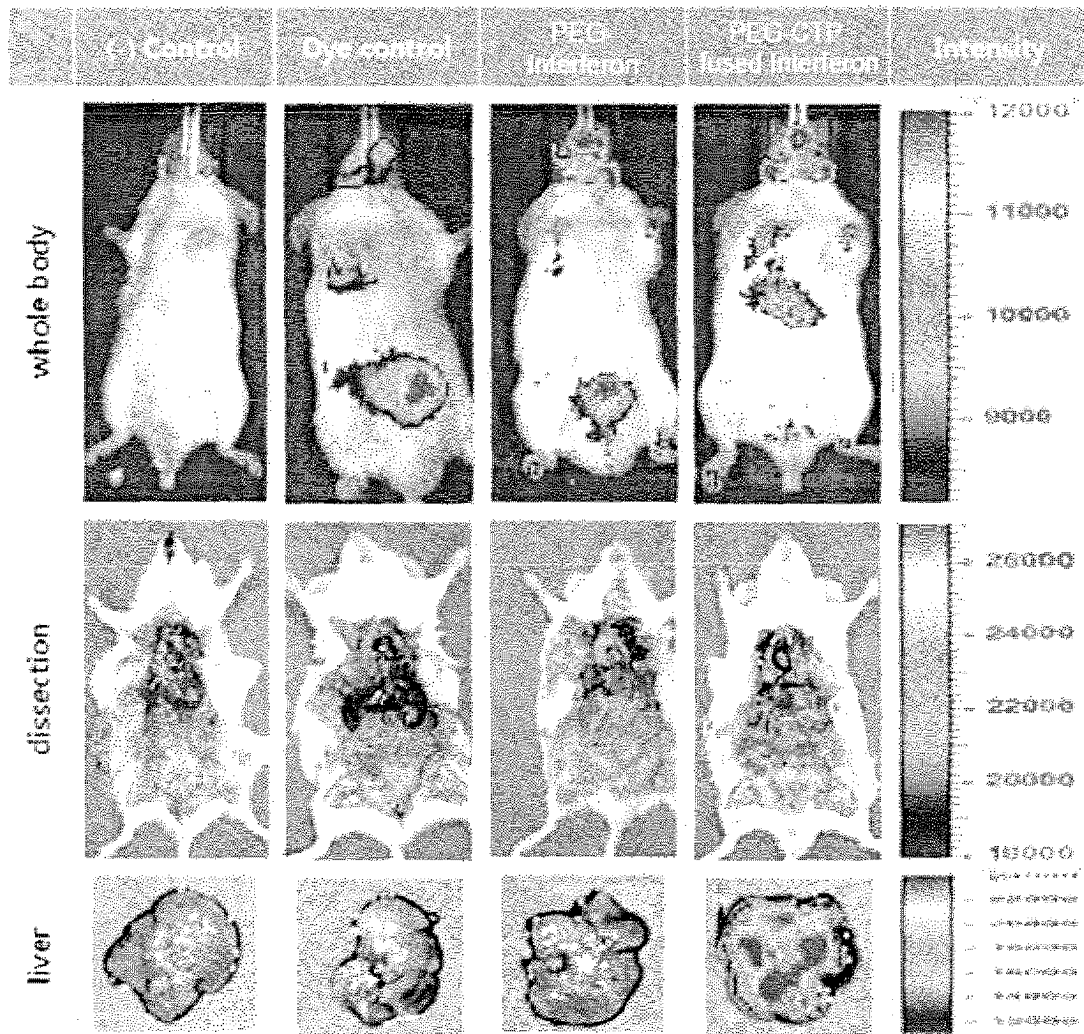 (-) Control
Dye control
PEG-
Interferon
PEG-CTP
fused Interferon
Intensity
whole body
12000
11000
10000
9000
dissection
26000
24000
22000
20000
18000
liver